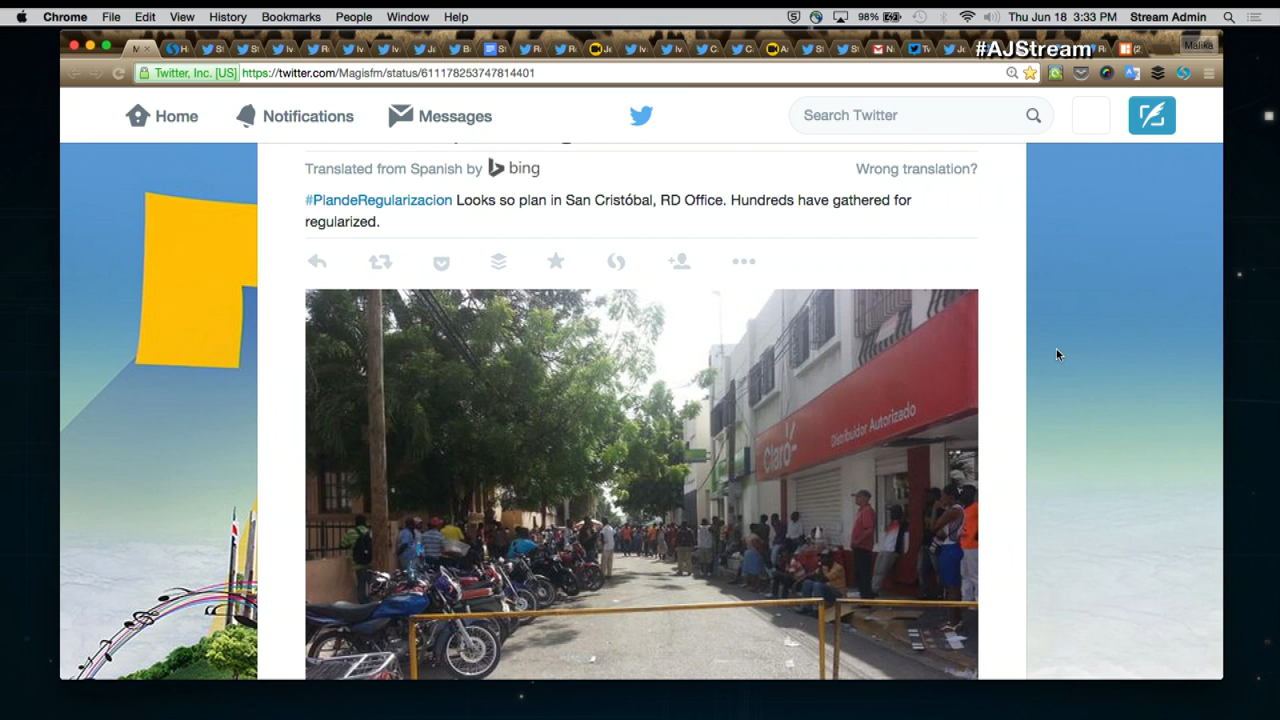 Chrome File Edit View History Bookmarks People Window Help 98% Thu Jun 18 3:33 PM Stream Admin
#AJStream
Malika
Twitter, Inc. [US] https://twitter.com/Magisfm/status/611178253747814401
Home Notifications Messages Search Twitter
Translated from Spanish by bing Wrong translation?
#PlandeRegularizacion Looks so plan in San Cristóbal, RD Office. Hundreds have gathered for
regularized.
Claro Distribuidor Autorizado